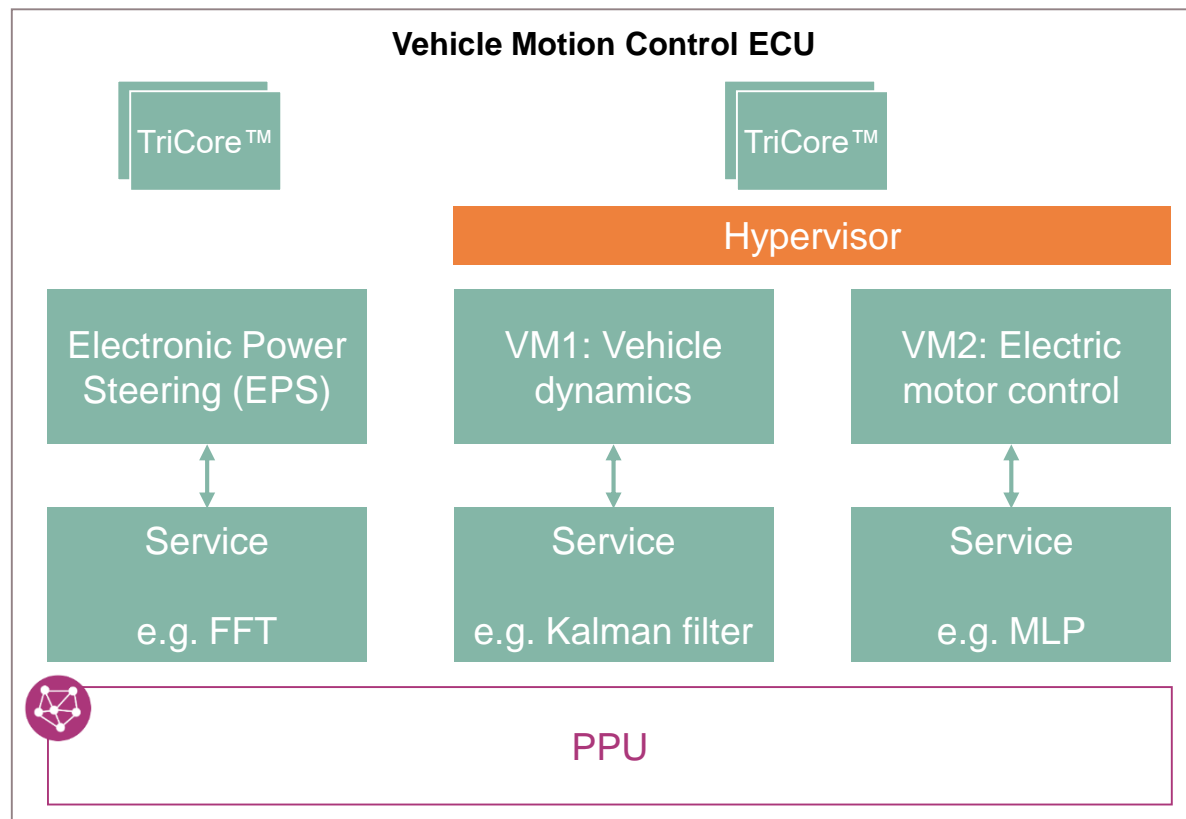 Vehicle Motion Control ECU
TriCore™
TriCore™
Hypervisor
Electronic Power
Steering (EPS)
VM1: Vehicle
dynamics
VM2: Electric
motor control
Service
e.g. FFT
Service
e.g. Kalman filter
Service
e.g. MLP
PPU